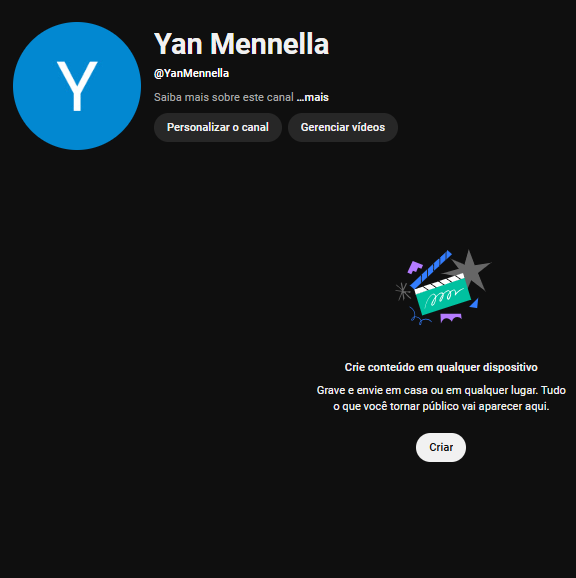 Y
Yan Mennella
@YanMennella
Saiba mais sobre este canal ...mais
Personalizar o canal
Gerenciar vídeos
Crie conteúdo em qualquer dispositivo
Grave e envie em casa ou em qualquer lugar. Tudo
o que você tornar público vai aparecer aqui.
Criar